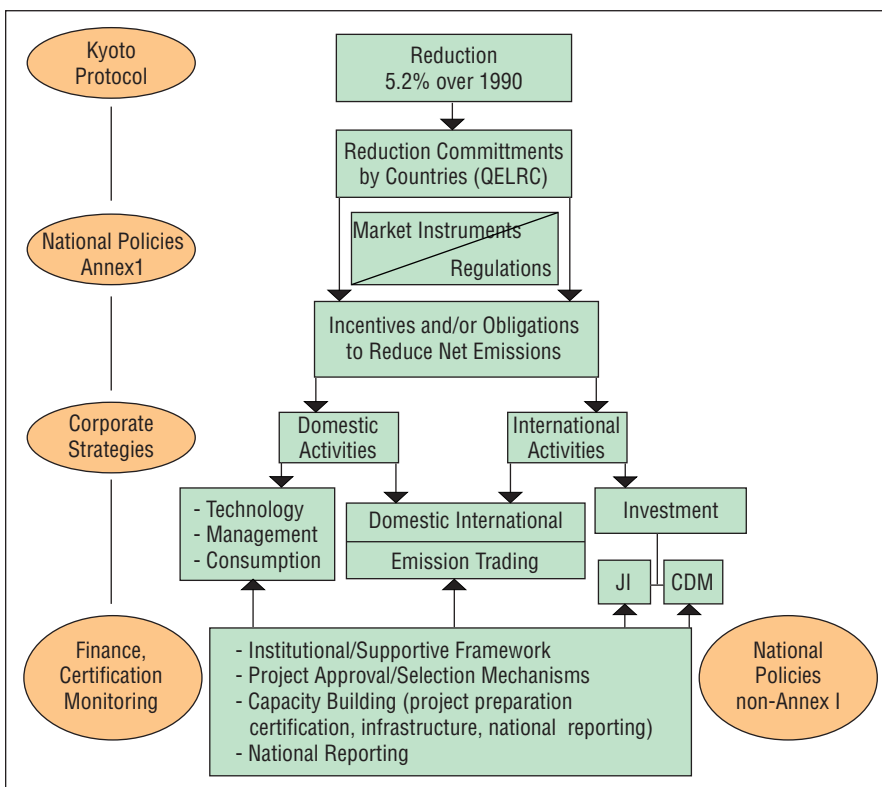 Kyoto
Protocol
Reduction
5.2% over 1990
Reduction Committments
by Countries (QELRC)
National Policies
Annex1
Market Instruments
Regulations
Incentives and/or Obligations
to Reduce Net Emissions
Corporate
Strategies
Domestic
Activities
International
Activities
- Technology
- Management
- Consumption
Domestic International
Emission Trading
Investment
JI
CDM
Finance,
Certification
Monitoring
- Institutional/Supportive Framework
- Project Approval/Selection Mechanisms
- Capacity Building (project preparation
certification, infrastructure, national reporting)
- National Reporting
National
Policies
non-Annex I